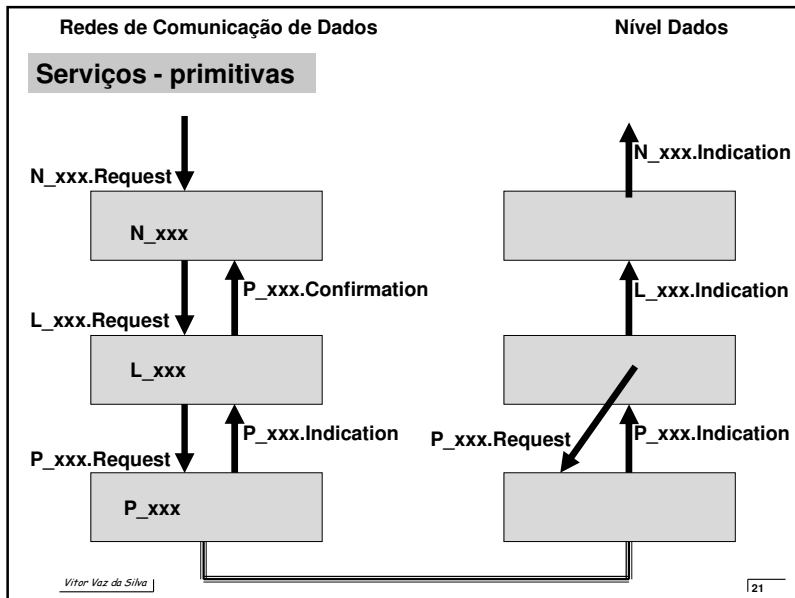 Redes de Comunicação de Dados
Nível Dados
Serviços - primitivas
N_xxx.Request
N_xxx.Indication
N_xxx
P_xxx.Confirmation
L_xxx.Indication
L_xxx.Request
L_xxx
P_xxx.Indication
P_xxx.Request
P_xxx.Indication
P_xxx.Request
P_xxx
Vitor Vaz da Silva
21